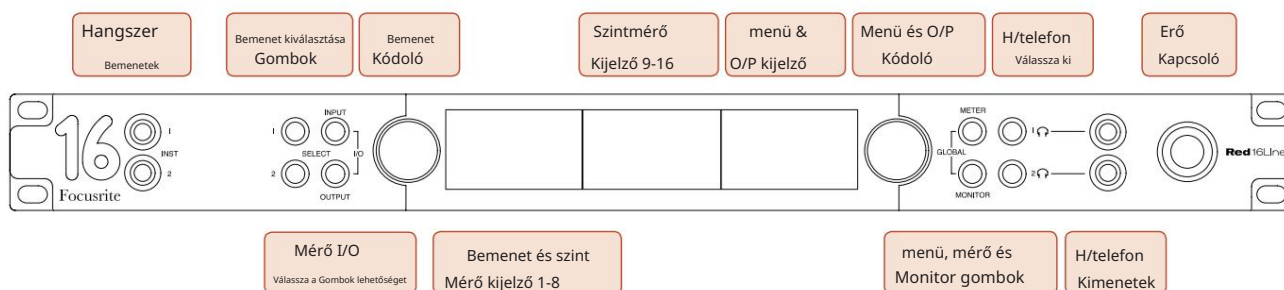 Hangszer
Bemenetek
Bemenet kiválasztása
Gombok
Bemenet
Kódoló
Szintmérő
Kijelző 9-16
menü &
O/P kijelző
Menü és O/P
Kódoló
H/telefon
Válassza ki
Erő
Kapcsoló
16
Focusrite
1
INST
2
INPUT
1
SELECT I/O
2
OUTPUT
METER
1
GLOBAL
2
MONITOR
Red16Line
Mérő I/O
Válassza a Gombok lehetőséget
Bemenet és szint
Mérő kijelző 1-8
menü, mérő és
Monitor gombok
H/telefon
Kimenetek